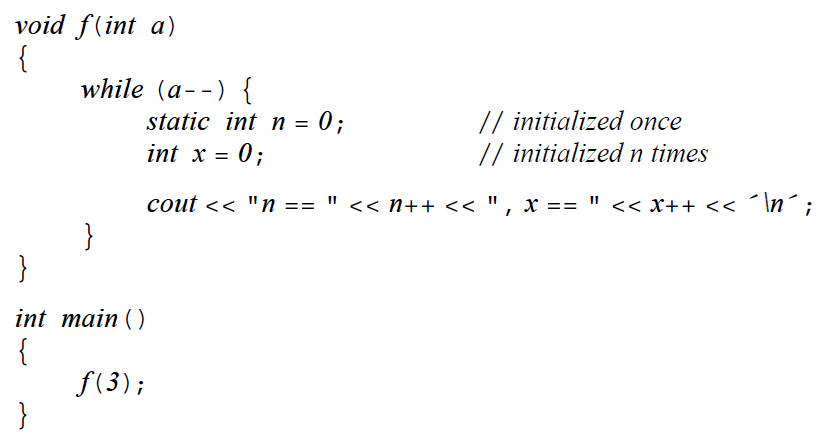 void f(int a)
{
while (a--) {
static int n = 0; // initialized once
int x = 0; // initialized n times
cout << "n == " << n++ << ", x == " << x++ << ´\n´;
}
}
int main()
{
f(3);
}